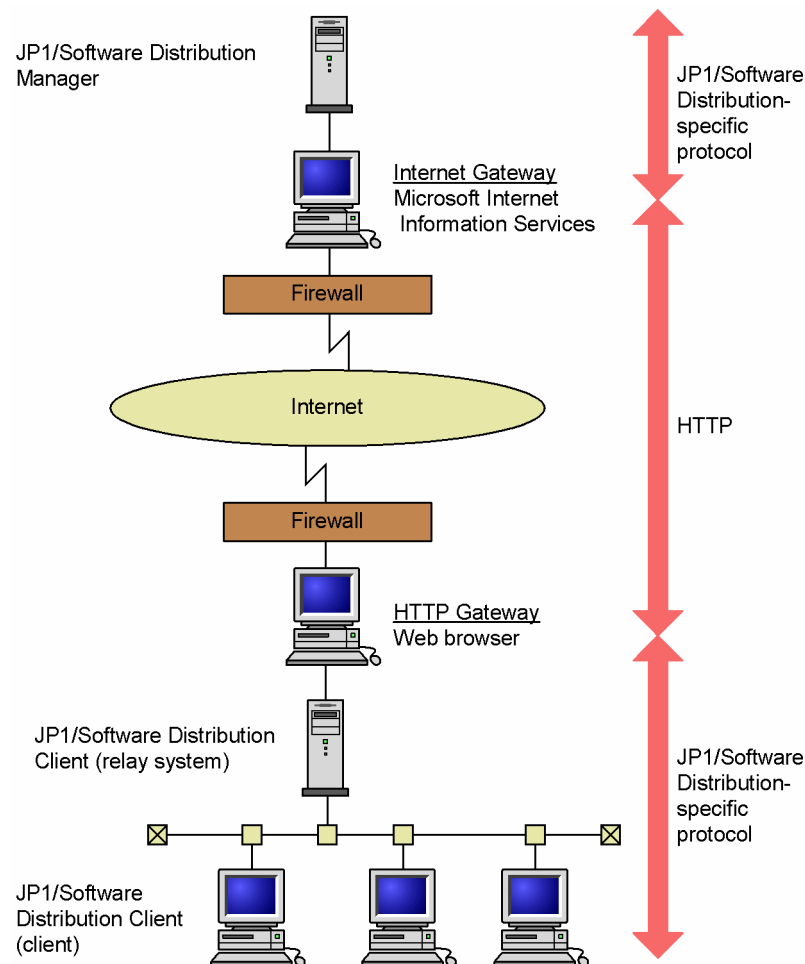 JP1/Software Distribution
Manager
JP1/Software
Distribution-
specific
protocol
Internet Gateway
Microsoft Internet
Information Services
Firewall
Internet
HTTP
Firewall
HTTP Gateway
Web browser
JP1/Software Distribution
Client (relay system)
JP1/Software
Distribution-
specific
protocol
JP1/Software
Distribution Client
(client)